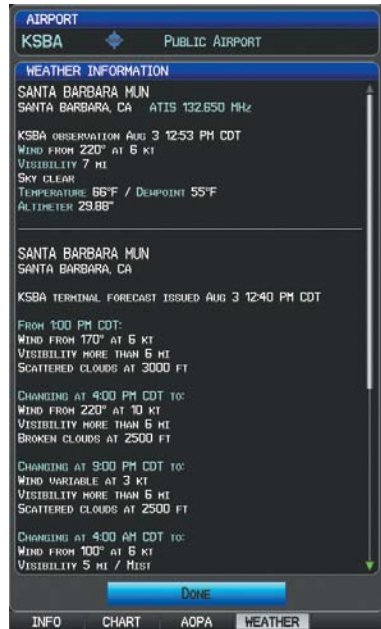 AIRPORT
KSBA PUBLIC AIRPORT
WEATHER INFORMATION
SANTA BARBARA MUN
SANTA BARBARA, CA ATIS 132.650 MHz
KSBA OBSERVATION AUG 3 12:53 PM CDT
WIND FROM 220° AT 6 KT
VISIBILITY 7 MI
SKY CLEAR
TEMPERATURE 66°F / DEWPOINT 55°F
ALTIMETER 29.88"
SANTA BARBARA MUN
SANTA BARBARA, CA
KSBA TERMINAL FORECAST ISSUED AUG 3 12:40 PM CDT
FROM 1:00 PM CDT:
WIND FROM 170° AT 6 KT
VISIBILITY MORE THAN 6 MI
SCATTERED CLOUDS AT 3000 FT
CHANGING AT 4:00 PM CDT TO:
WIND FROM 220° AT 10 KT
VISIBILITY MORE THAN 6 MI
BROKEN CLOUDS AT 2500 FT
CHANGING AT 9:00 PM CDT TO:
WIND VARIABLE AT 3 KT
VISIBILITY MORE THAN 6 MI
SCATTERED CLOUDS AT 2500 FT
CHANGING AT 4:00 AM CDT TO:
WIND FROM 100° AT 6 KT
VISIBILITY 5 MI / MIST
DONE
INFO CHART AOPA WEATHER